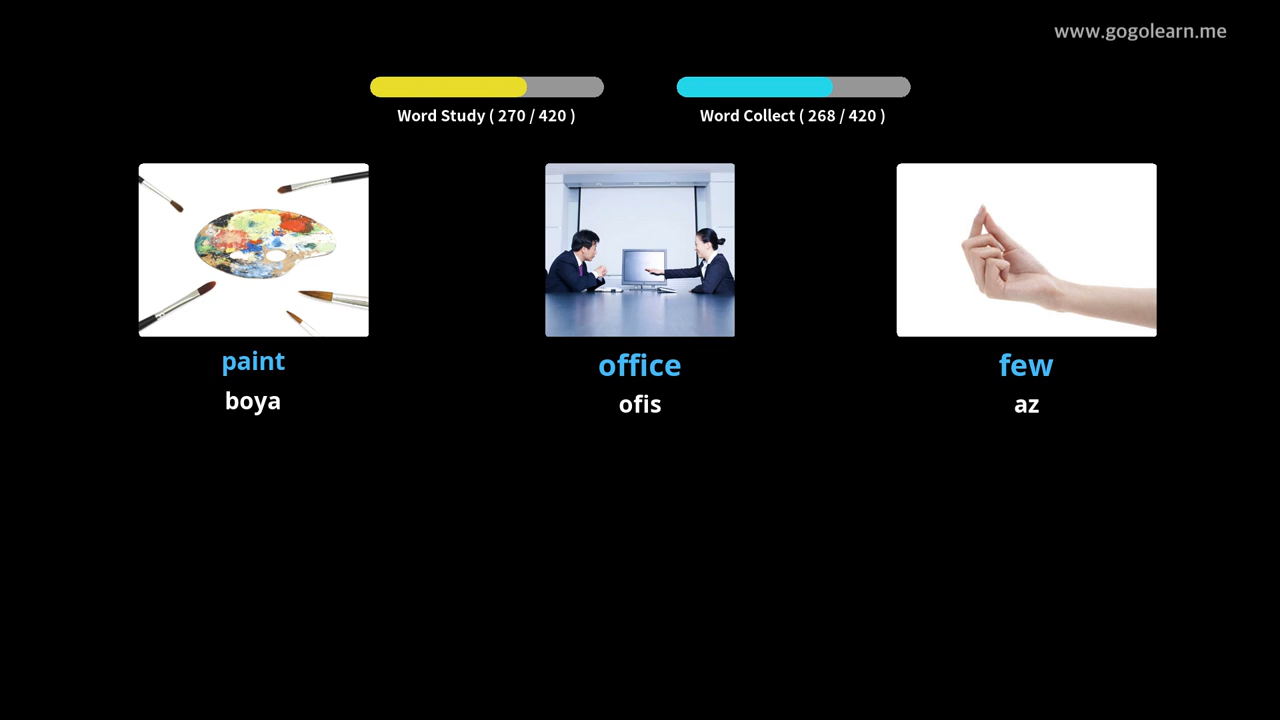 www.gogolearn.me
Word Study ( 270 / 420 )
Word Collect ( 268 / 420 )
paint
boya
office
ofis
few
az